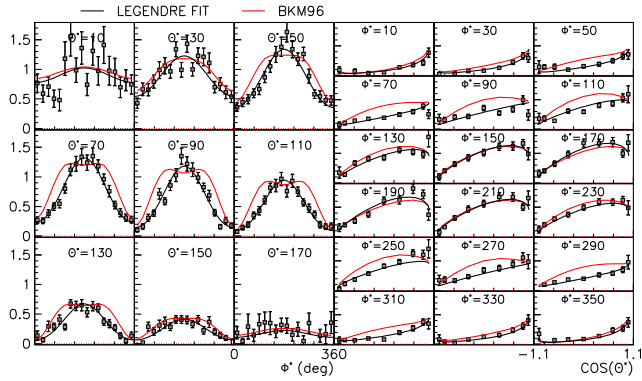 LEGENDRE FIT BKM96
1.5 Θ*=10 Θ*=30 Θ*=50 Φ*=10 Φ*=30 Φ*=50
1
0.5 Φ*=70 Φ*=90 Φ*=110
0
1.5 Θ*=70 Θ*=90 Θ*=110 Φ*=130 Φ*=150 Φ*=170
1
0.5 Φ*=190 Φ*=210 Φ*=230
0
1.5 Θ*=130 Θ*=150 Θ*=170 Φ*=250 Φ*=270 Φ*=290
1
0.5 Φ*=310 Φ*=330 Φ*=350
0
0 360 -1.1 1.1
Φ* (deg) COS(Θ*)